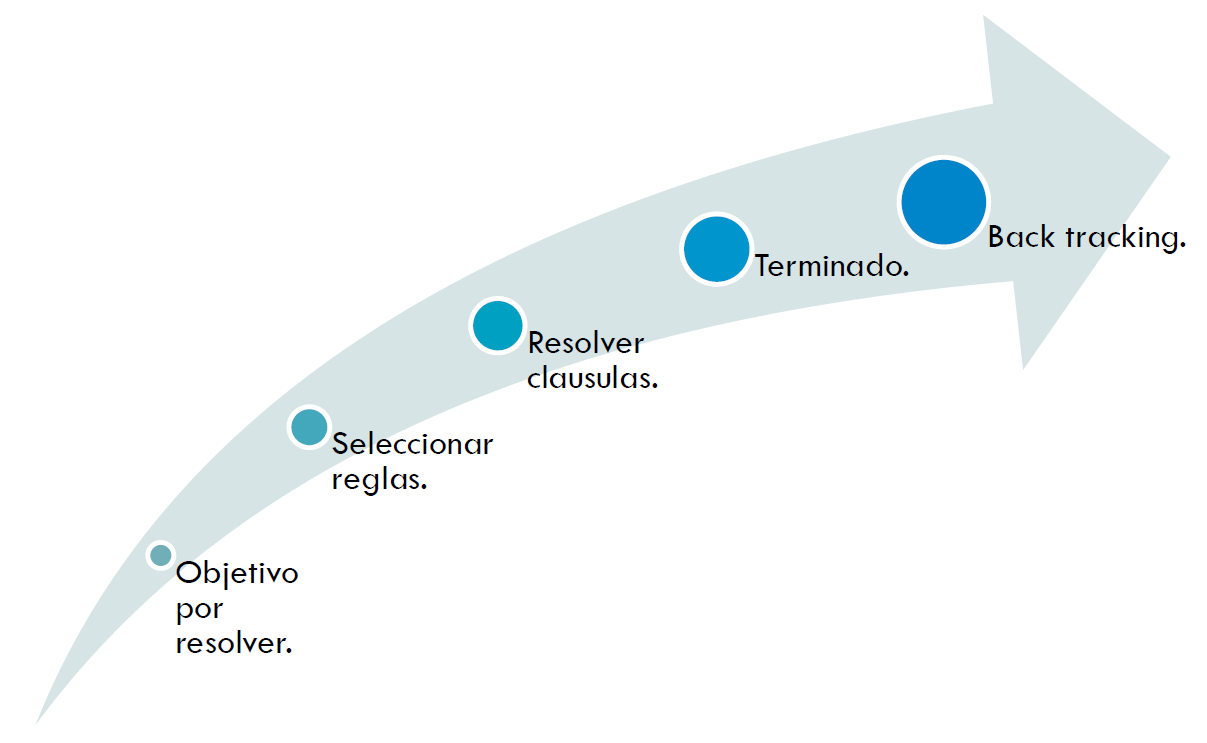 Objetivo
por
resolver.
Seleccionar
reglas.
Resolver
clausulas.
Terminado.
Back tracking.